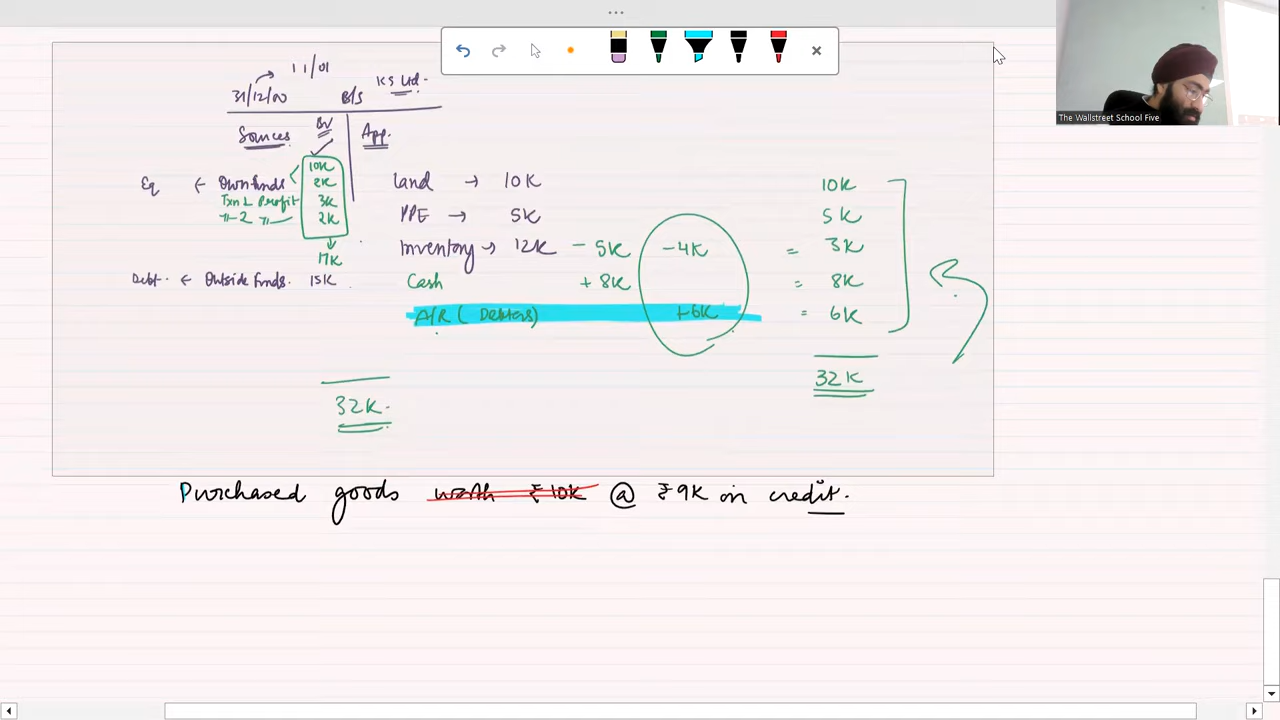 11/01
31/12/00 B/S KS Ltd.
Sources BV App.
10K
Eq ← Own funds 2K Land → 10K 10K
Txn 1 Profit 3K
2K PPE → 5K 5K
Inventory → 12K - 5K - 4K = 3K
17K
Debt ← Outside funds. 15K Cash + 8K = 8K
A/R ( Debtors) +6K = 6K
32K
32K.
Purchased goods worth ₹10K @ ₹9K on credit.
The Wallstreet School Five